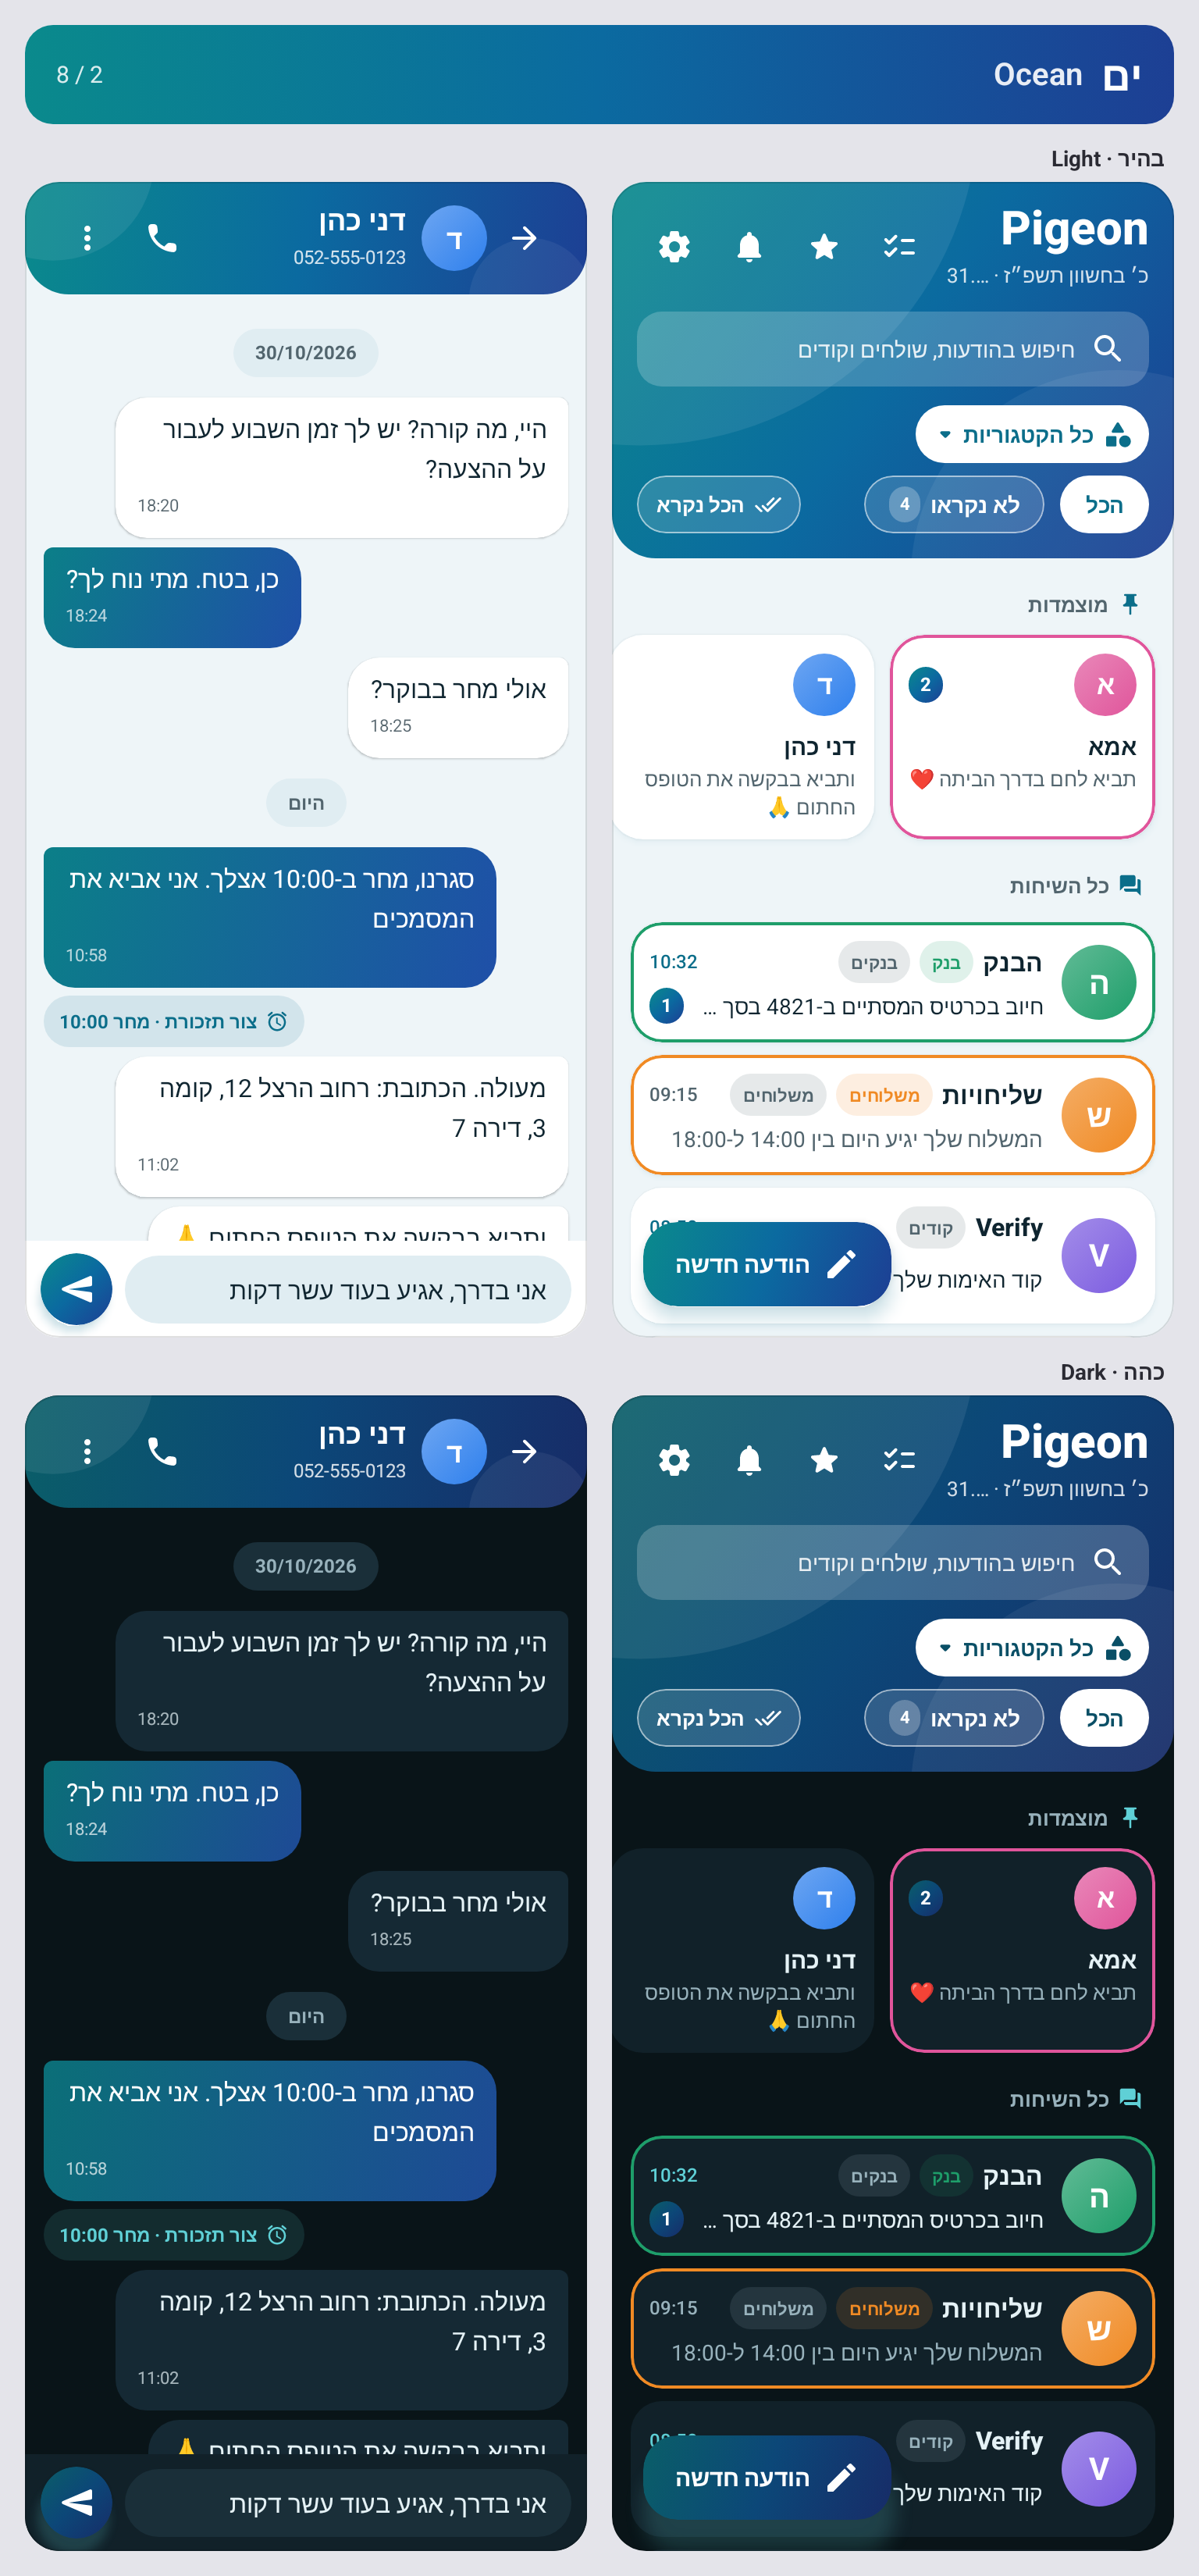 ים Ocean
8 / 2
בהיר · Light
Pigeon
כ׳ בחשוון תשפ״ז · 31.…
חיפוש בהודעות, שולחים וקודים
כל הקטגוריות
הכל
לא נקראו 4
הכל נקרא
מוצמדות
א
2
אמא
תביא לחם בדרך הביתה ❤️
ד
דני כהן
ותביא בבקשה את הטופס
החתום 🙏
כל השיחות
ה
הבנק בנק בנקים 10:32
חיוב בכרטיס המסתיים ב-4821 בסך ...
1
ש
שליחויות משלוחים משלוחים 09:15
המשלוח שלך יגיע היום בין 14:00 ל-18:00
V
Verify קודים
קוד האימות שלך
הודעה חדשה
ד
דני כהן
052-555-0123
30/10/2026
היי, מה קורה? יש לך זמן השבוע לעבור
על ההצעה?
18:20
כן, בטח. מתי נוח לך?
18:24
אולי מחר בבוקר?
18:25
היום
סגרנו, מחר ב-10:00 אצלך. אני אביא את
המסמכים
10:58
צור תזכורת · מחר 10:00
מעולה. הכתובת: רחוב הרצל 12, קומה
3, דירה 7
11:02
ותביא בבקשה את הטופס החתום 🙏
אני בדרך, אגיע בעוד עשר דקות
כהה · Dark
Pigeon
כ׳ בחשוון תשפ״ז · 31.…
חיפוש בהודעות, שולחים וקודים
כל הקטגוריות
הכל
לא נקראו 4
הכל נקרא
מוצמדות
א
2
אמא
תביא לחם בדרך הביתה ❤️
ד
דני כהן
ותביא בבקשה את הטופס
החתום 🙏
כל השיחות
ה
הבנק בנק בנקים 10:32
חיוב בכרטיס המסתיים ב-4821 בסך ...
1
ש
שליחויות משלוחים משלוחים 09:15
המשלוח שלך יגיע היום בין 14:00 ל-18:00
V
Verify קודים
קוד האימות שלך
הודעה חדשה
ד
דני כהן
052-555-0123
30/10/2026
היי, מה קורה? יש לך זמן השבוע לעבור
על ההצעה?
18:20
כן, בטח. מתי נוח לך?
18:24
אולי מחר בבוקר?
18:25
היום
סגרנו, מחר ב-10:00 אצלך. אני אביא את
המסמכים
10:58
צור תזכורת · מחר 10:00
מעולה. הכתובת: רחוב הרצל 12, קומה
3, דירה 7
11:02
ותביא בבקשה את הטופס החתום 🙏
אני בדרך, אגיע בעוד עשר דקות